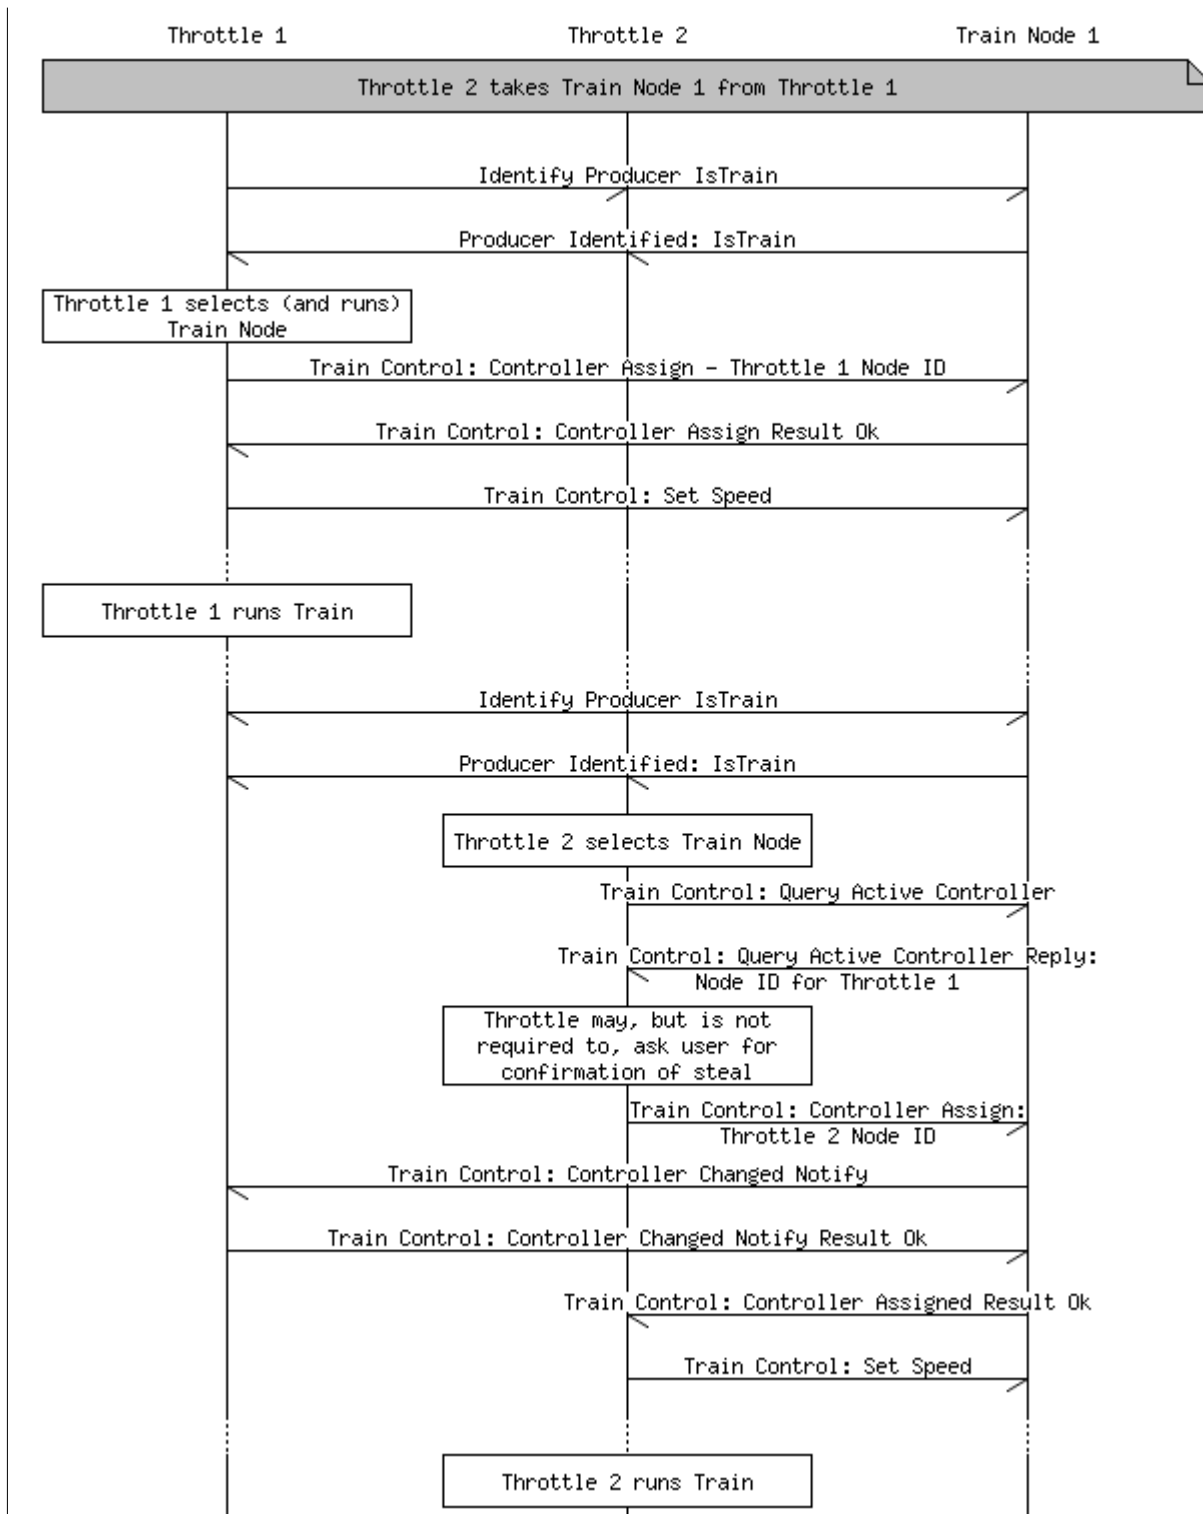 Throttle 1 Throttle 2 Train Node 1
Throttle 2 takes Train Node 1 from Throttle 1
Identify Producer IsTrain
Producer Identified: IsTrain
Throttle 1 selects (and runs)
Train Node
Train Control: Controller Assign - Throttle 1 Node ID
Train Control: Controller Assign Result Ok
Train Control: Set Speed
Throttle 1 runs Train
Identify Producer IsTrain
Producer Identified: IsTrain
Throttle 2 selects Train Node
Train Control: Query Active Controller
Train Control: Query Active Controller Reply:
Node ID for Throttle 1
Throttle may, but is not
required to, ask user for
confirmation of steal
Train Control: Controller Assign:
Throttle 2 Node ID
Train Control: Controller Changed Notify
Train Control: Controller Changed Notify Result Ok
Train Control: Controller Assigned Result Ok
Train Control: Set Speed
Throttle 2 runs Train